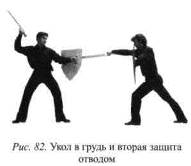 Рис. 82. Укол в грудь и вторая защита
отводом